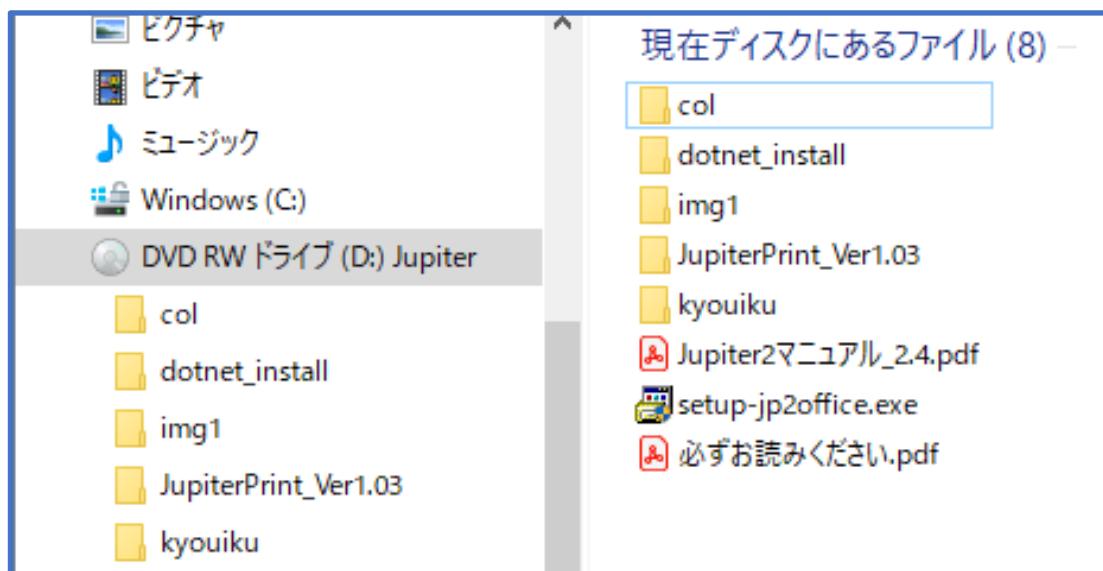 ピクチャ
ビデオ
ミュージック
Windows (C:)
DVD RW ドライブ (D:) Jupiter
col
dotnet_install
img1
JupiterPrint_Ver1.03
kyouiku
現在ディスクにあるファイル (8)
col
dotnet_install
img1
JupiterPrint_Ver1.03
kyouiku
Jupiter2マニュアル_2.4.pdf
setup-jp2office.exe
必ずお読みください.pdf